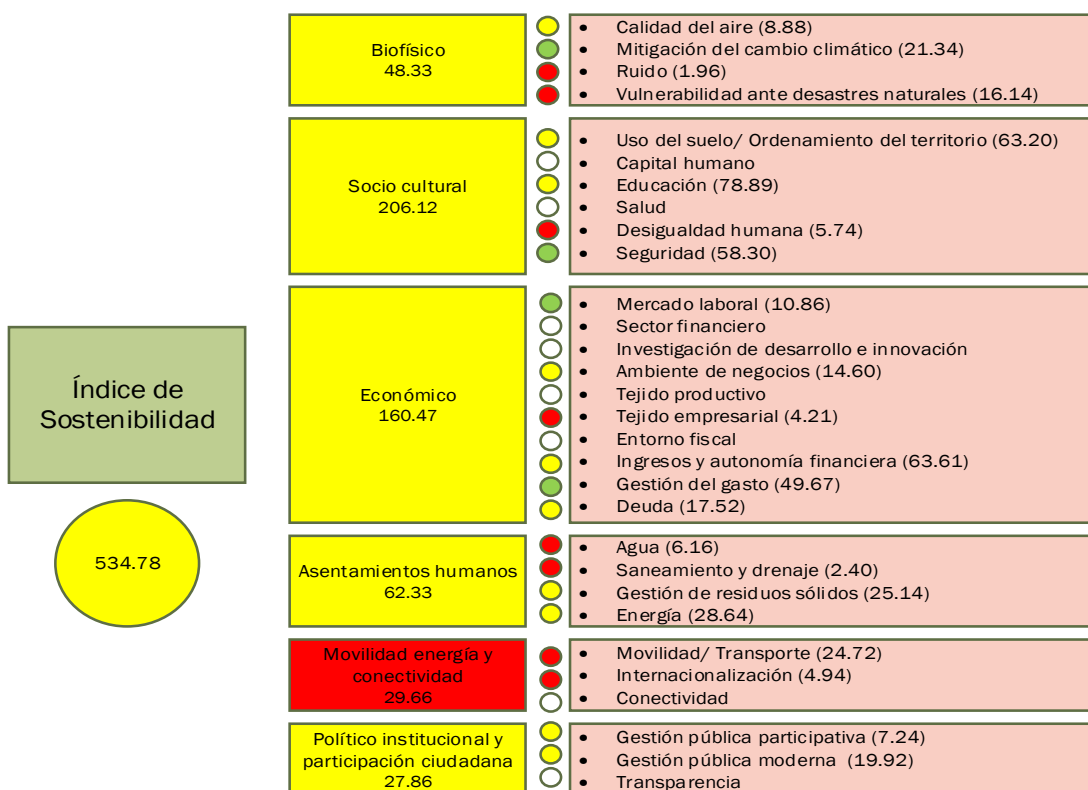 Índice de
Sostenibilidad
534.78
Biofísico
48.33
• Calidad del aire (8.88)
• Mitigación del cambio climático (21.34)
• Ruido (1.96)
• Vulnerabilidad ante desastres naturales (16.14)
Socio cultural
206.12
• Uso del suelo/ Ordenamiento del territorio (63.20)
• Capital humano
• Educación (78.89)
• Salud
• Desigualdad humana (5.74)
• Seguridad (58.30)
Económico
160.47
• Mercado laboral (10.86)
• Sector financiero
• Investigación de desarrollo e innovación
• Ambiente de negocios (14.60)
• Tejido productivo
• Tejido empresarial (4.21)
• Entorno fiscal
• Ingresos y autonomía financiera (63.61)
• Gestión del gasto (49.67)
• Deuda (17.52)
Asentamientos humanos
62.33
• Agua (6.16)
• Saneamiento y drenaje (2.40)
• Gestión de residuos sólidos (25.14)
• Energía (28.64)
Movilidad energía y
conectividad
29.66
• Movilidad/ Transporte (24.72)
• Internacionalización (4.94)
• Conectividad
Político institucional y
participación ciudadana
27.86
• Gestión pública participativa (7.24)
• Gestión pública moderna (19.92)
• Transparencia